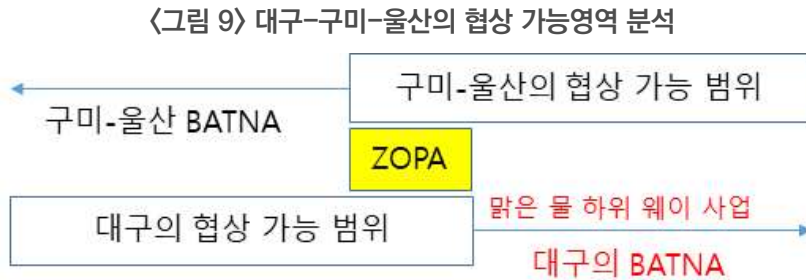 <그림 9> 대구-구미-울산의 협상 가능영역 분석
구미-울산의 협상 가능 범위
구미-울산 BATNA
ZOPA
대구의 협상 가능 범위
맑은 물 하위 웨이 사업
대구의 BATNA